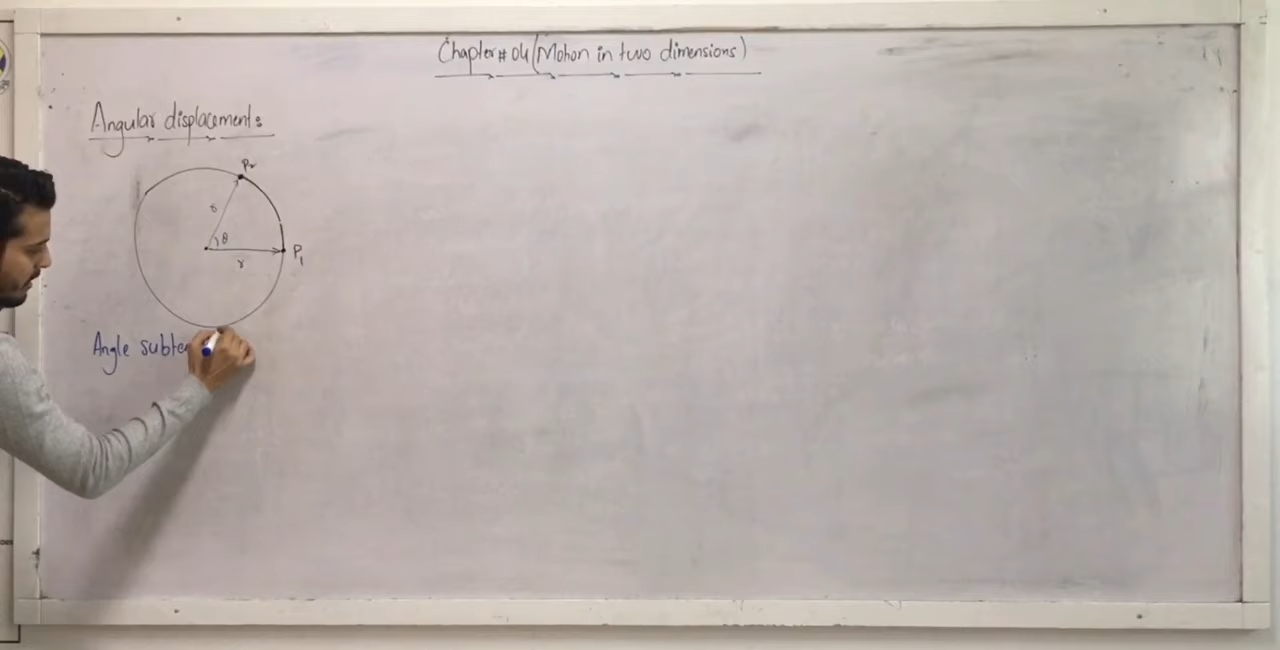 Chapter # 04 (Motion in two dimensions)
Angular displacement:
P2
r
θ
P1
r
Angle subte